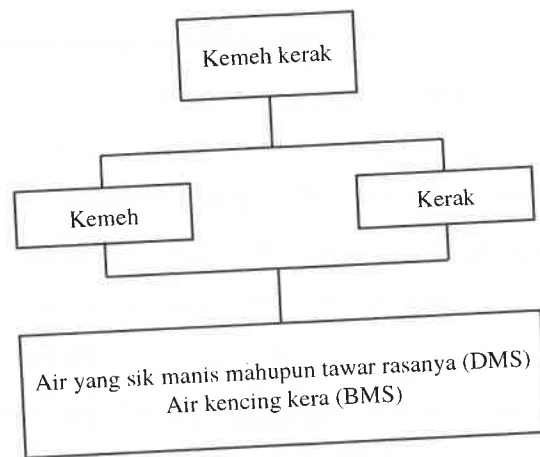 Kemeh kerak
Kemeh
Kerak
Air yang sik manis mahupun tawar rasanya (DMS)
Air kencing kera (BMS)